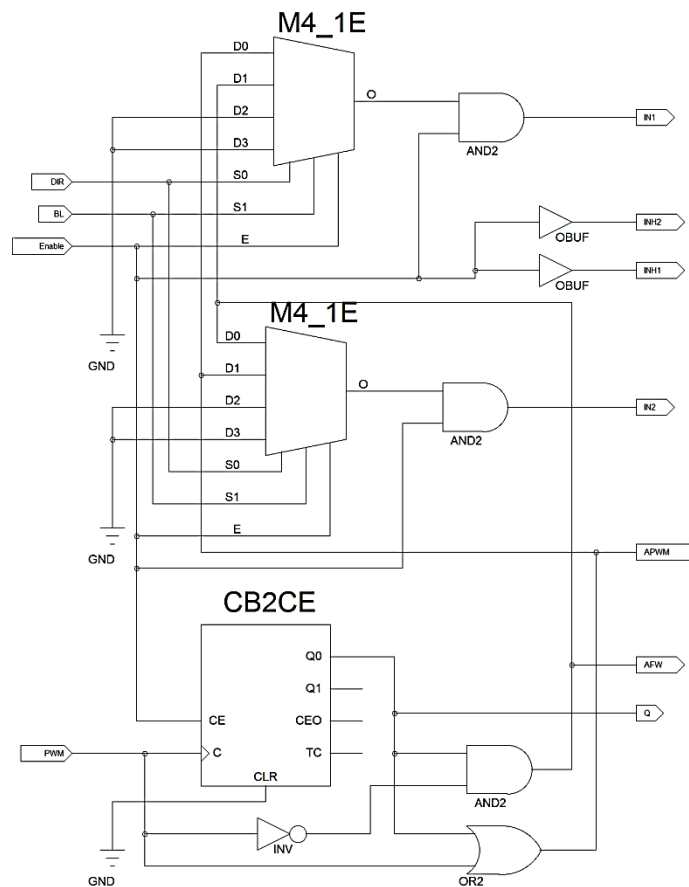 M4_1E
D0
D1
O
D2
IN1
D3
AND2
DIR
S0
BL
S1
INH2
Enable
E
OBUF
INH1
OBUF
M4_1E
GND
D0
D1
O
D2
IN2
D3
AND2
S0
S1
E
GND
APWM
CB2CE
Q0
AFW
Q1
Q
CE
CEO
PWM
C
TC
CLR
AND2
INV
GND
OR2